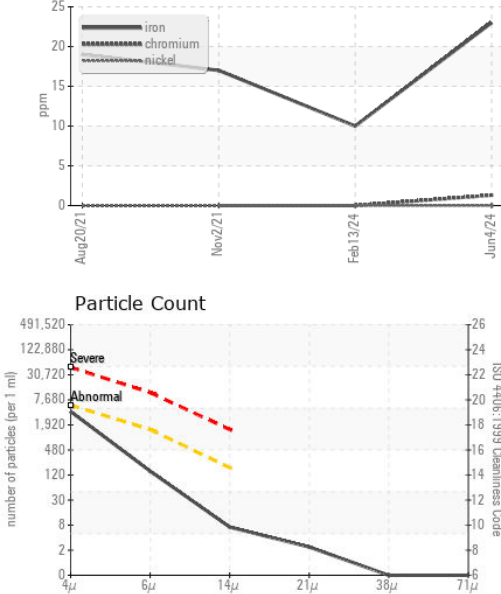 25
20
15
10
5
0
ppm
iron
chromium
nickel
Aug20/21
Nov2/21
Feb13/24
Jun4/24
Particle Count
491,520
122,880
30,720
7,680
1,920
480
120
30
8
2
0
number of particles (per 1 ml)
Severe
Abnormal
26
24
22
20
18
16
14
12
10
8
6
ISO 4406:1999 Cleanliness Code
4µ
6µ
14µ
21µ
38µ
71µ